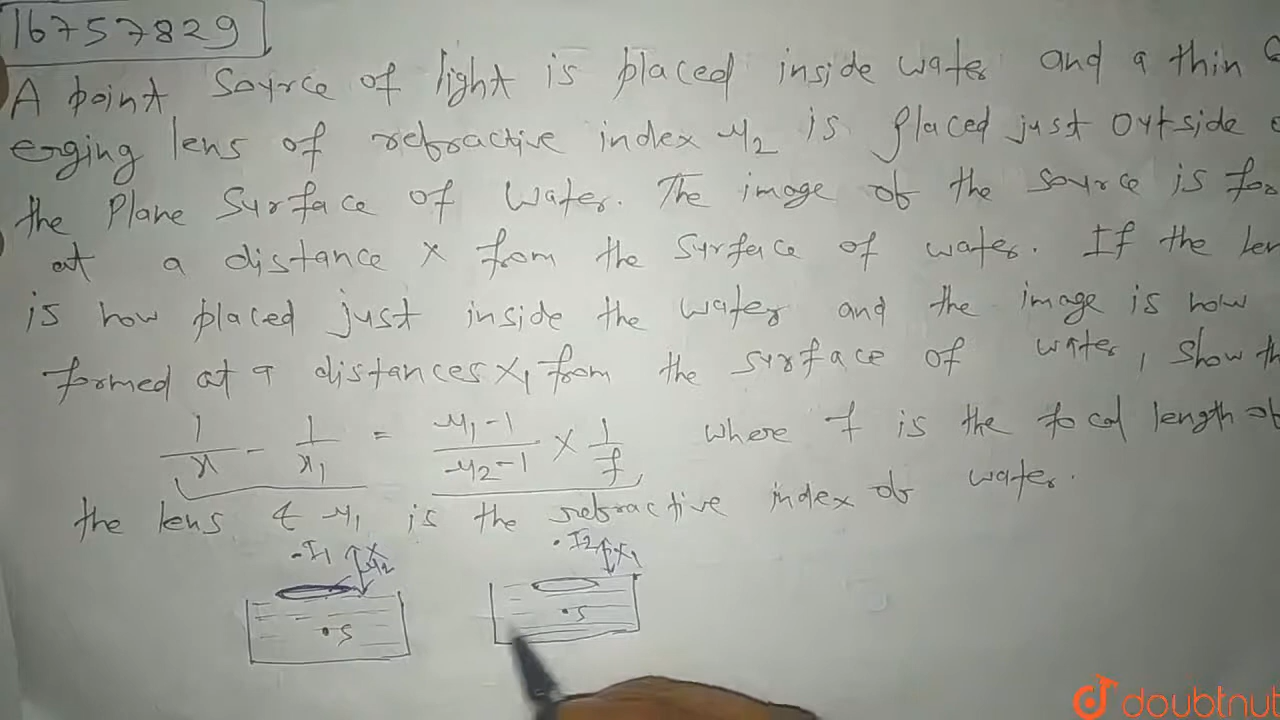 16757829
A point Source of light is placed inside water and a thin C
erging lens of refractive index μ2 is placed just outside o
the Plane Surface of Water. The image of the source is for
at a distance x from the surface of water. If the len
is now placed just inside the water and the image is now
formed at a distances x1 from the surface of water, show th
1/x - 1/x1 = μ1-1/μ2-1 × 1/f where f is the focal length of
the lens & μ1 is the refractive index of water.
I1 x μ2 I2 x1
S S
doubtnut